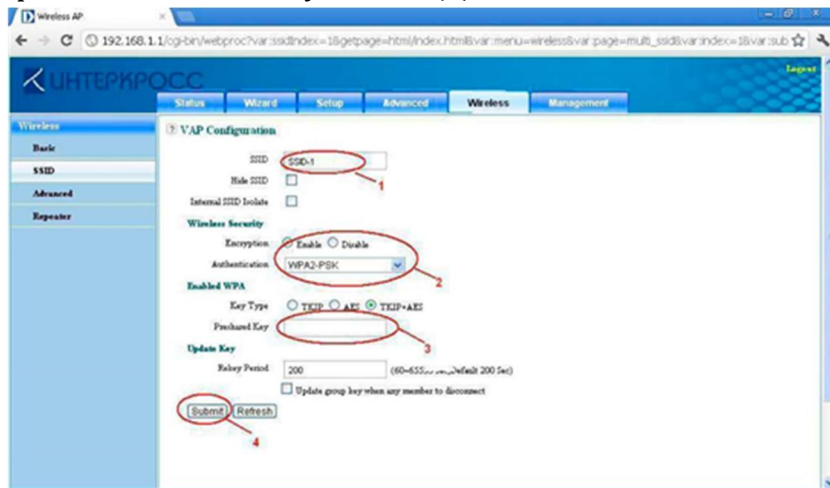 Wireless AP
192.168.1.1/cgi-bin/webproc?var:ssidIndex=1&getpage=html/index.html&var:menu=wireless&var:page=multi_ssid&var:index=1&var:sub
Logout
ИНТЕРКРОСС
Status Wizard Setup Advanced Wireless Management
Wireless
Basic
SSID
Advanced
Repeater
? VAP Configuration
SSID SSID-1
1
Hide SSID
Internal SSID Isolate
Wireless Security
Encryption Enable Disable
Authentication WPA2-PSK
2
Enabled WPA
Key Type TKIP AES TKIP+AES
Preshared Key
3
Update Key
Rekey Period 200 Default 200 Sec)
Update group key when any member to disconnect
Submit Refresh
4